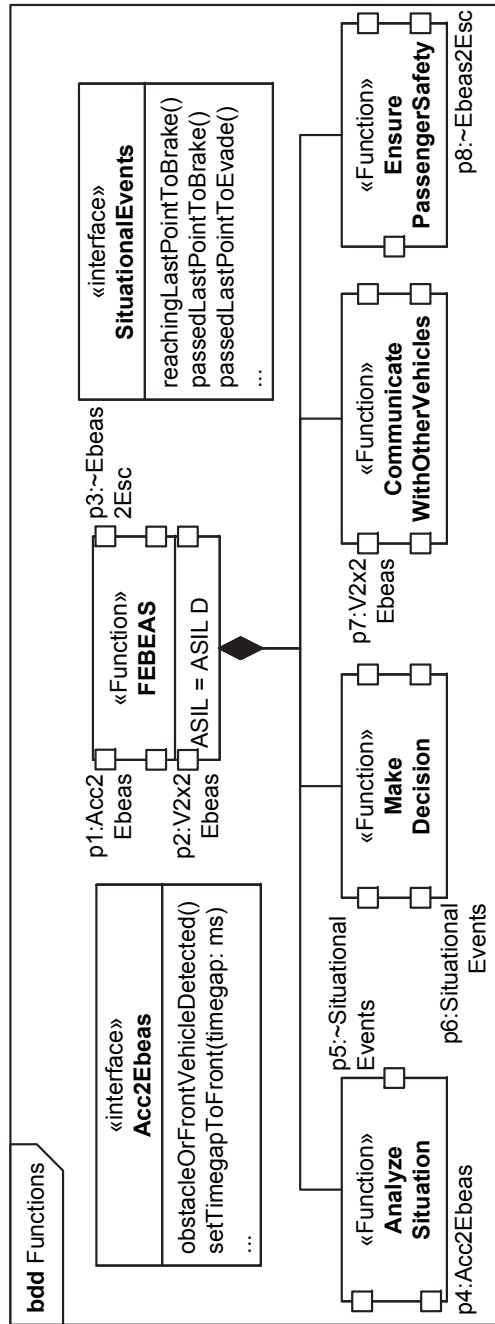 bdd Functions
«interface»
Acc2Ebeas
obstacleOrFrontVehicleDetected()
setTimegapToFront(timegap: ms)
...
p1:Acc2
Ebeas
p2:V2x2
Ebeas
«Function»
FEBEAS
ASIL = ASIL D
p3:~Ebeas
2Esc
«interface»
SituationalEvents
reachingLastPointToBrake()
passedLastPointToBrake()
passedLastPointToEvade()
...
«Function»
Analyze
Situation
p4:Acc2Ebeas
p5:~Situational
Events
«Function»
Make
Decision
p6:Situational
Events
p7:V2x2
Ebeas
«Function»
Communicate
WithOtherVehicles
«Function»
Ensure
PassengerSafety
p8:~Ebeas2Esc